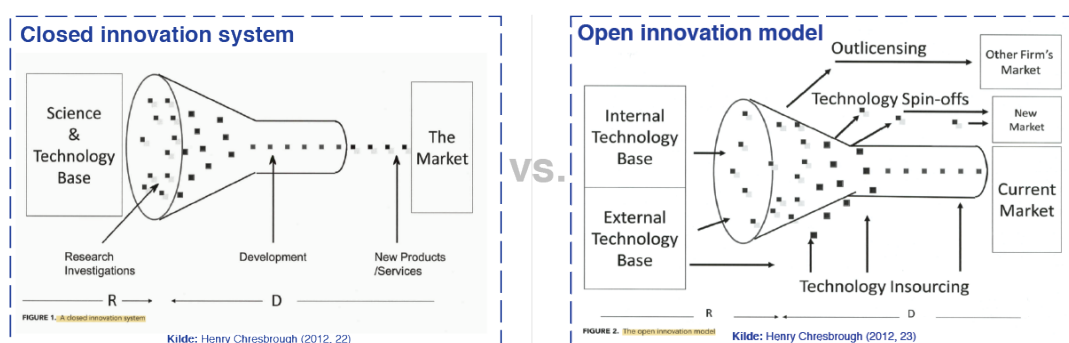 Closed innovation system
Science
&
Technology
Base
The
Market
Research
Investigations
Development
New Products
/Services
R
D
FIGURE 1. A closed innovation system
Kilde: Henry Chresbrough (2012, 22)
vs.
Open innovation model
Outlicensing
Other Firm's
Market
Technology Spin-offs
New
Market
Internal
Technology
Base
External
Technology
Base
Current
Market
Technology Insourcing
R
D
FIGURE 2. The open innovation model
Kilde: Henry Chresbrough (2012, 23)